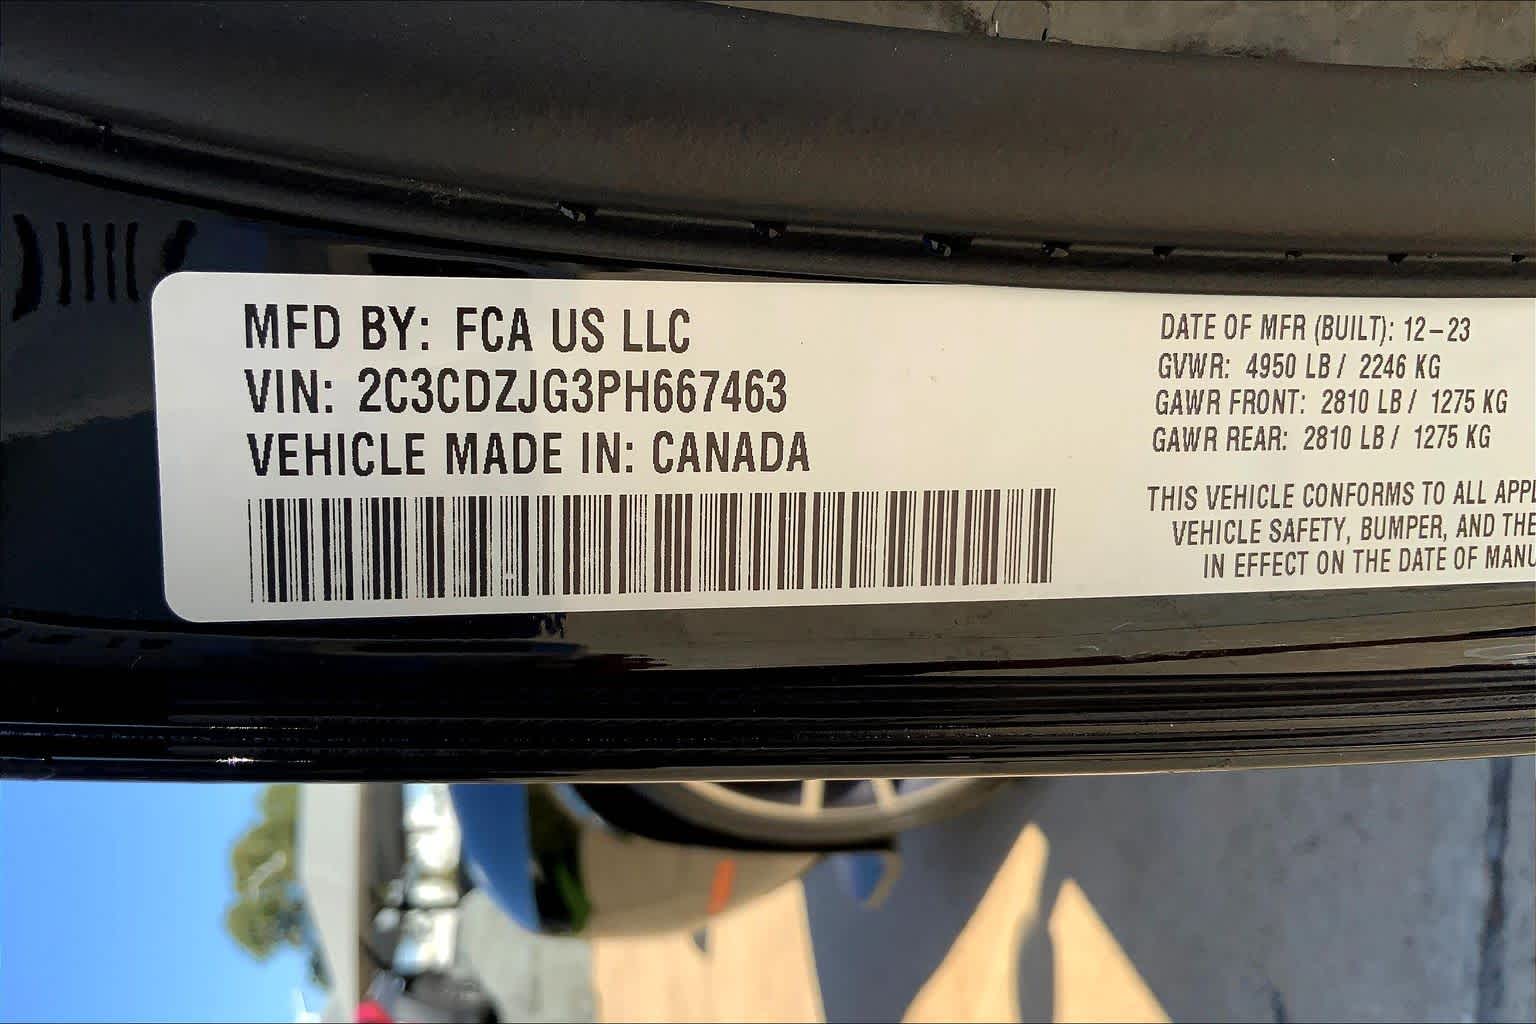 MFD BY: FCA US LLC
VIN: 2C3CDZJG3PH667463
VEHICLE MADE IN: CANADA
DATE OF MFR (BUILT): 12-23
GVWR: 4950 LB / 2246 KG
GAWR FRONT: 2810 LB / 1275 KG
GAWR REAR: 2810 LB / 1275 KG
THIS VEHICLE CONFORMS TO ALL
VEHICLE SAFETY, BUMPER, AND THE
IN EFFECT ON THE DATE OF